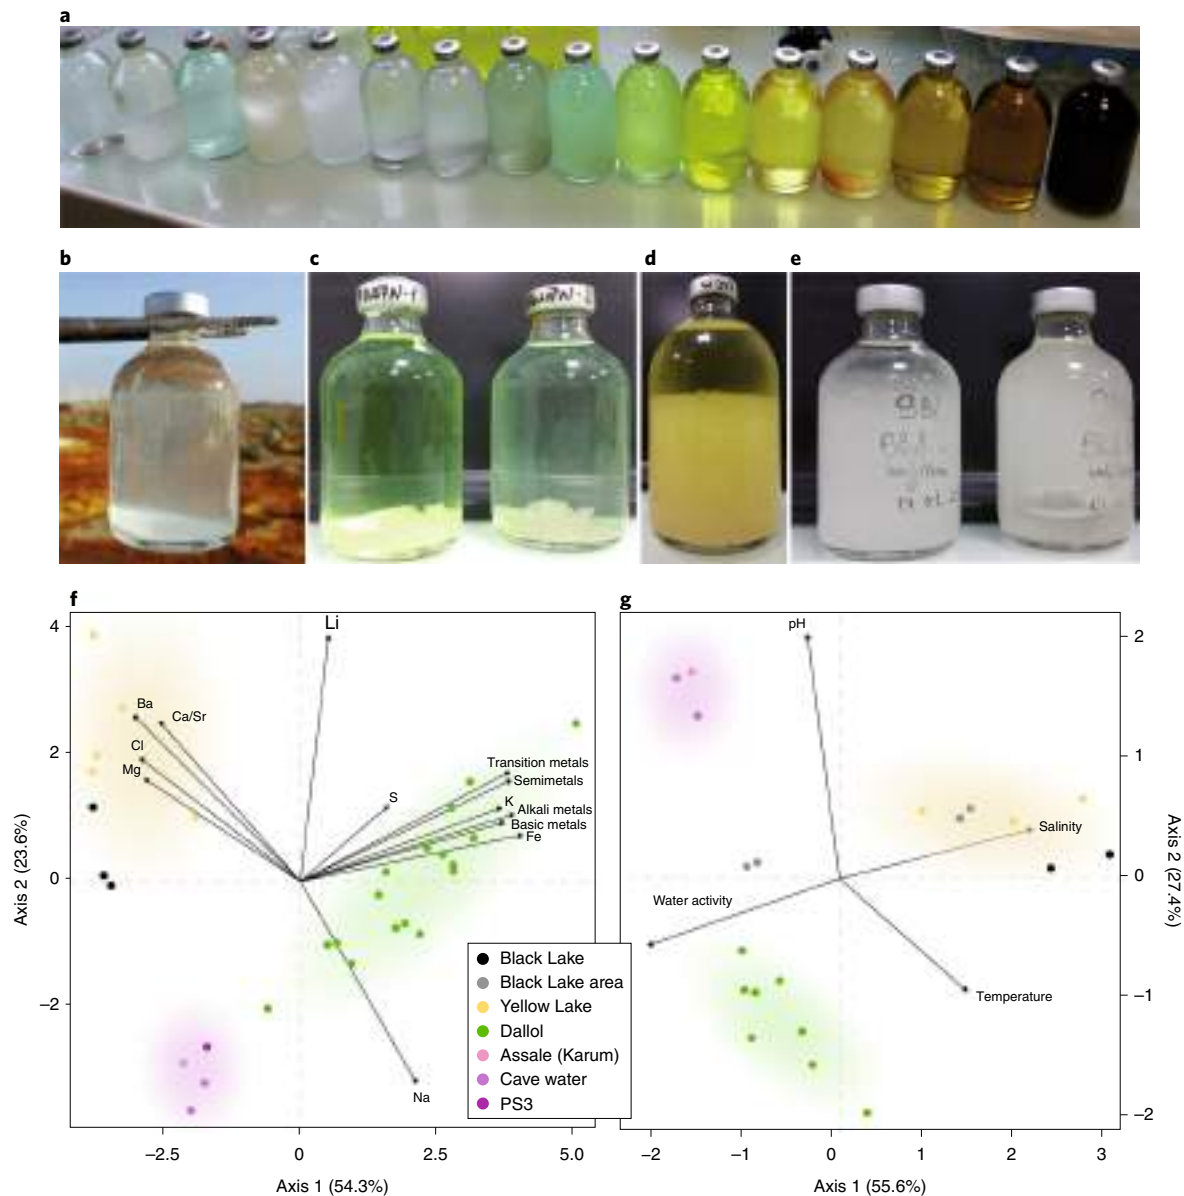 a
b
c
d
e
f
g
Li
Ba
Ca/Sr
Cl
Mg
S
Transition metals
Semimetals
K
Alkali metals
Basic metals
Fe
Na
4
2
0
−2
−2.5
0
2.5
5.0
Axis 1 (54.3%)
Axis 2 (23.6%)
pH
Salinity
Water activity
Temperature
2
1
0
−1
−2
−2
−1
0
1
2
3
Axis 1 (55.6%)
Axis 2 (27.4%)
Black Lake
Black Lake area
Yellow Lake
Dallol
Assale (Karum)
Cave water
PS3